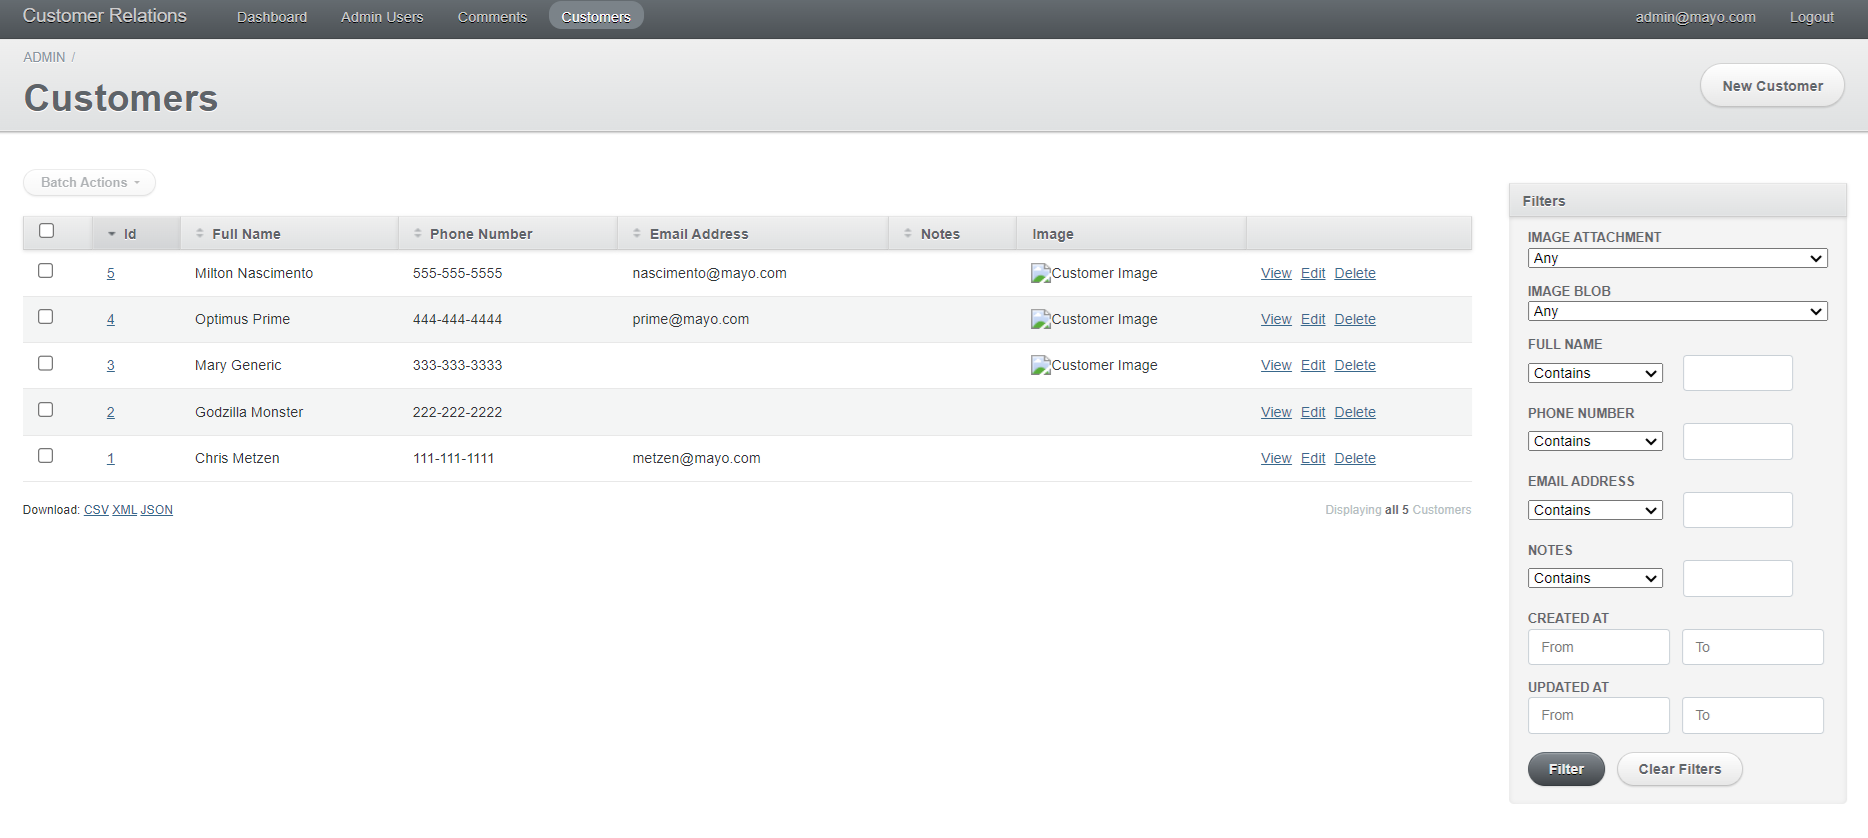 Customer Relations Dashboard Admin Users Comments Customers admin@mayo.com Logout
ADMIN /
Customers
New Customer
Batch Actions
Id Full Name Phone Number Email Address Notes Image
5 Milton Nascimento 555-555-5555 nascimento@mayo.com Customer Image View Edit Delete
4 Optimus Prime 444-444-4444 prime@mayo.com Customer Image View Edit Delete
3 Mary Generic 333-333-3333 Customer Image View Edit Delete
2 Godzilla Monster 222-222-2222 View Edit Delete
1 Chris Metzen 111-111-1111 metzen@mayo.com View Edit Delete
Download: CSV XML JSON Displaying all 5 Customers
Filters
IMAGE ATTACHMENT
Any
IMAGE BLOB
Any
FULL NAME
Contains
PHONE NUMBER
Contains
EMAIL ADDRESS
Contains
NOTES
Contains
CREATED AT
From To
UPDATED AT
From To
Filter Clear Filters